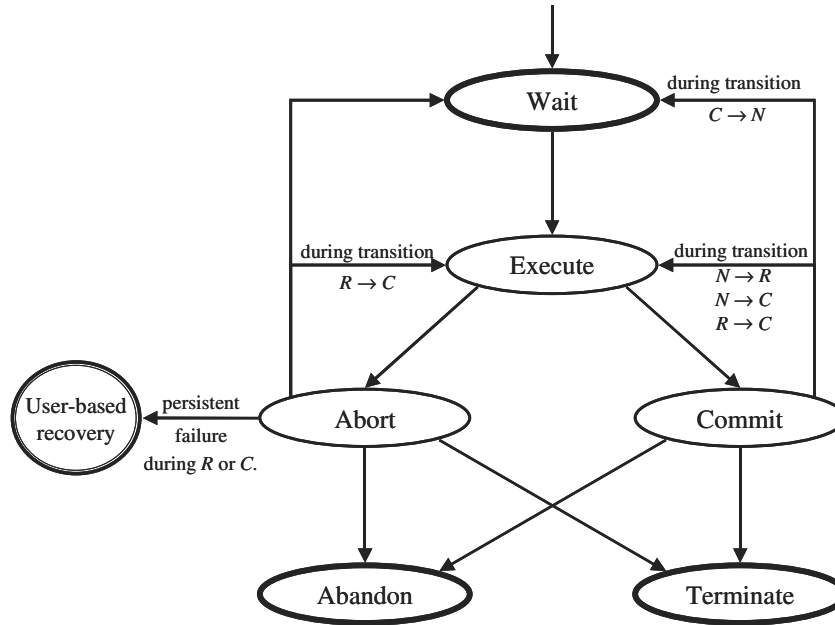 during transition
Wait
C → N
during transition
during transition
Execute
R → C
N → R
N → C
R → C
User-based
recovery
persistent
Abort
Commit
failure
during R or C.
Abandon
Terminate